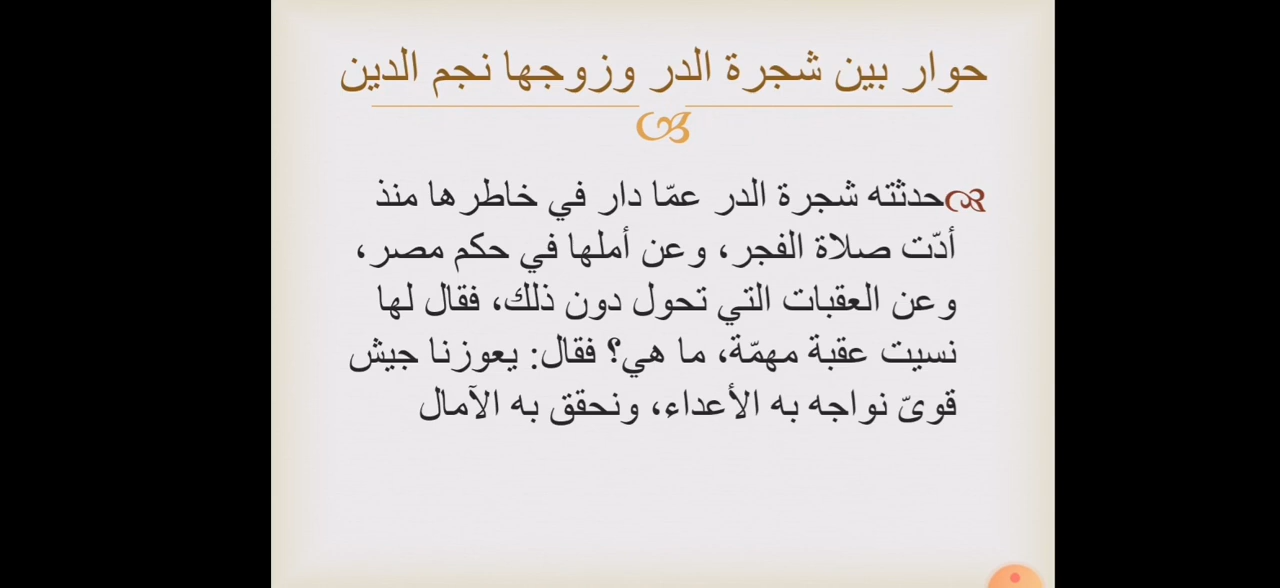 حوار بين شجرة الدر وزوجها نجم الدين
حدثته شجرة الدر عمّا دار في خاطرها منذ
أدّت صلاة الفجر، وعن أملها في حكم مصر،
وعن العقبات التي تحول دون ذلك، فقال لها
نسيت عقبة مهمّة، ما هي؟ فقال: يعوزنا جيش
قوىّ نواجه به الأعداء، ونحقق به الآمال